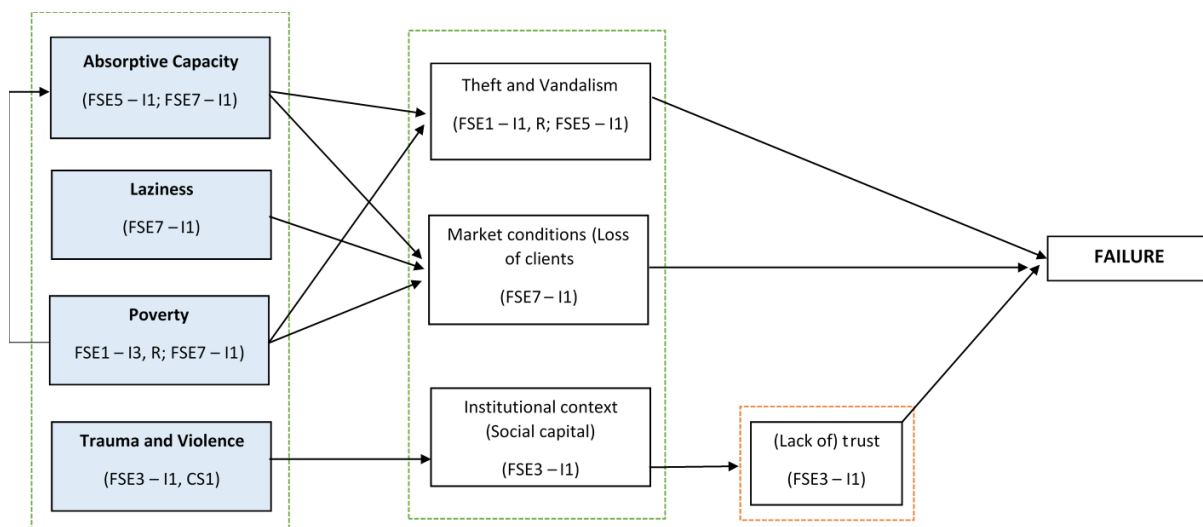 Absorptive Capacity
(FSE5 – I1; FSE7 – I1)
Laziness
(FSE7 – I1)
Poverty
FSE1 – I3, R; FSE7 – I1)
Trauma and Violence
(FSE3 – I1, CS1)
Theft and Vandalism
(FSE1 – I1, R; FSE5 – I1)
Market conditions (Loss
of clients
(FSE7 – I1)
Institutional context
(Social capital)
(FSE3 – I1)
(Lack of) trust
(FSE3 – I1)
FAILURE